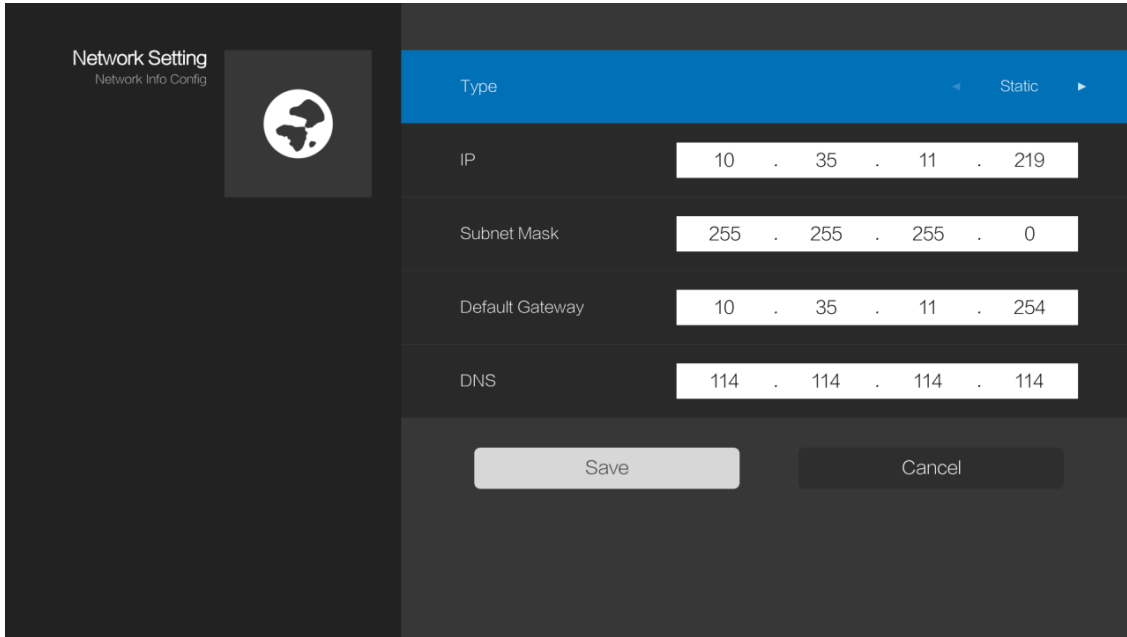 Network Setting
Network Info Config
Type ◄ Static ►
IP 10 . 35 . 11 . 219
Subnet Mask 255 . 255 . 255 . 0
Default Gateway 10 . 35 . 11 . 254
DNS 114 . 114 . 114 . 114
Save Cancel